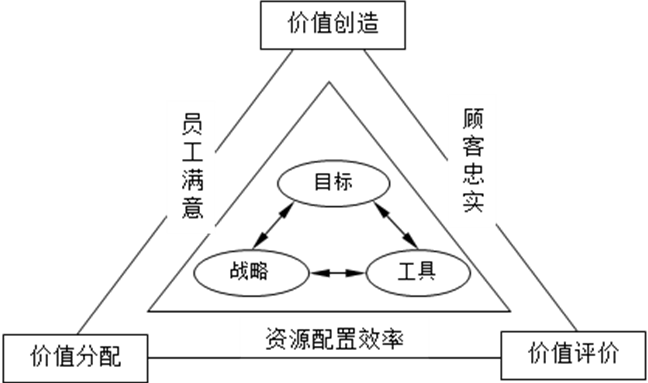 价值创造
员工满意
顾客忠实
目标
战略
工具
资源配置效率
价值分配
价值评价